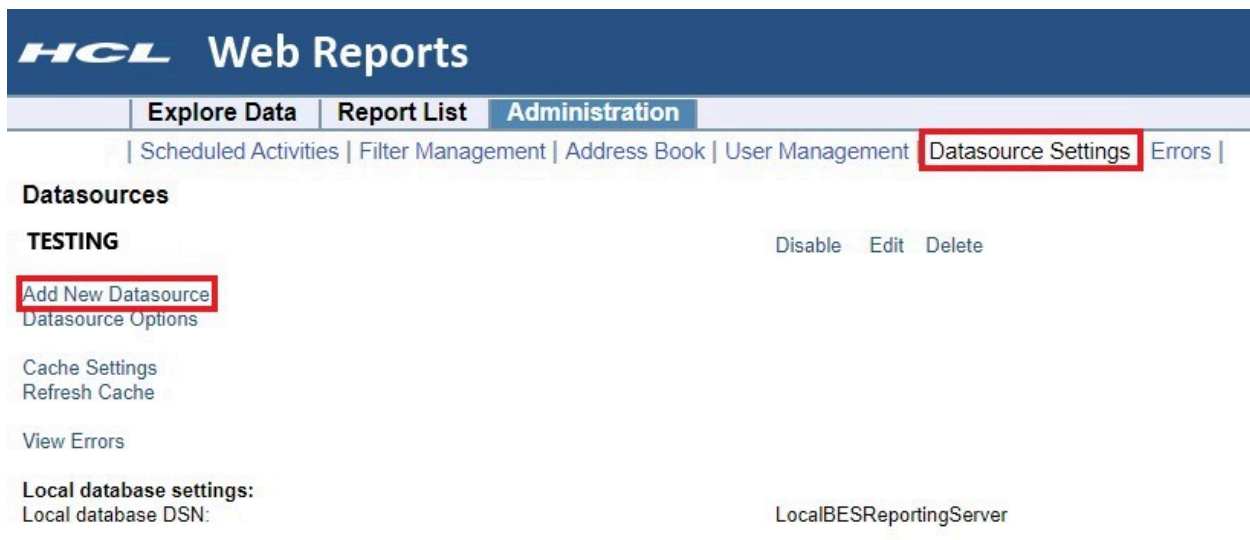 HCL Web Reports
Explore Data | Report List | Administration
| Scheduled Activities | Filter Management | Address Book | User Management | Datasource Settings | Errors |
Datasources
TESTING Disable Edit Delete
Add New Datasource
Datasource Options
Cache Settings
Refresh Cache
View Errors
Local database settings:
Local database DSN: LocalBESReportingServer